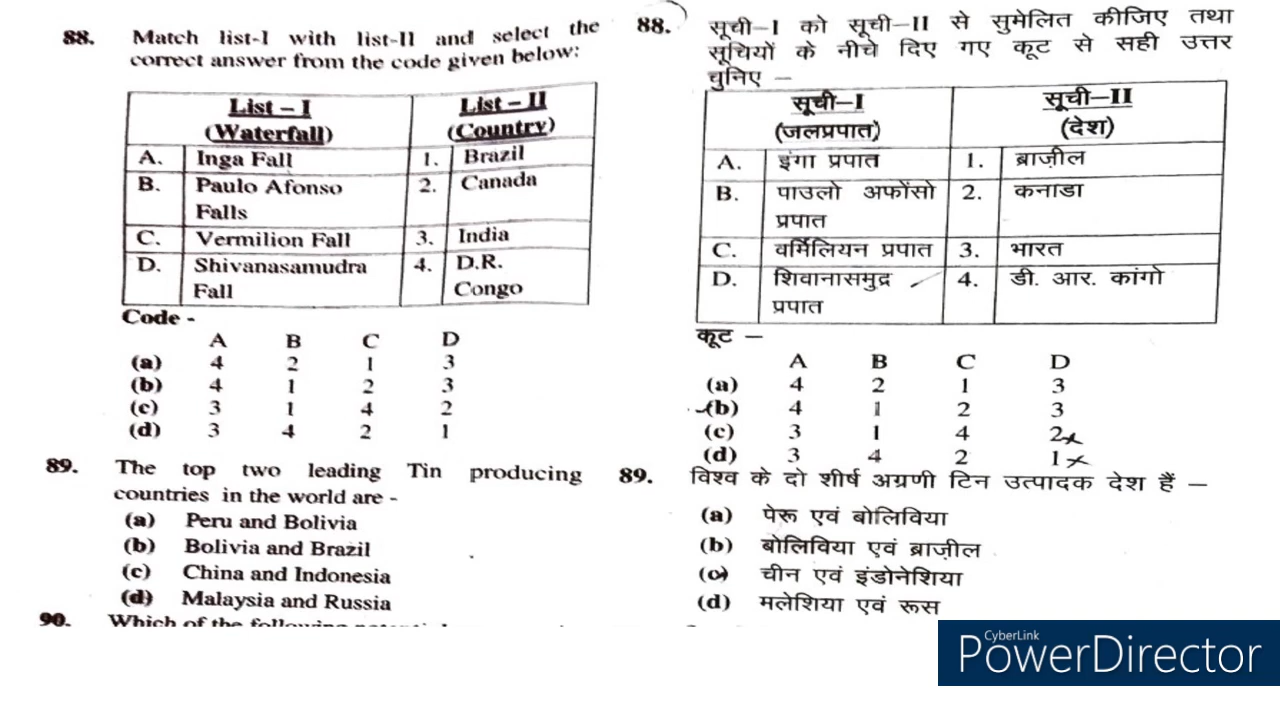 88. Match list-I with list-II and select the
correct answer from the code given below:
List – I
(Waterfall)
List – II
(Country)
A. Inga Fall 1. Brazil
B. Paulo Afonso
Falls
2. Canada
C. Vermilion Fall 3. India
D. Shivanasamudra
Fall
4. D.R.
Congo
Code -
A B C D
(a) 4 2 1 3
(b) 4 1 2 3
(c) 3 1 4 2
(d) 3 4 2 1
89. The top two leading Tin producing
countries in the world are -
(a) Peru and Bolivia
(b) Bolivia and Brazil
(c) China and Indonesia
(d) Malaysia and Russia
90. Which of the following
88. सूची–I को सूची–II से सुमेलित कीजिए तथा
सूचियों के नीचे दिए गए कूट से सही उत्तर
चुनिए –
सूची–I
(जलप्रपात)
सूची–II
(देश)
A. इंगा प्रपात 1. ब्राज़ील
B. पाउलो अफोंसो
प्रपात
2. कनाडा
C. वर्मिलियन प्रपात 3. भारत
D. शिवानासमुद्र
प्रपात
4. डी. आर. कांगो
कूट –
A B C D
(a) 4 2 1 3
(b) 4 1 2 3
(c) 3 1 4 2
(d) 3 4 2 1
89. विश्व के दो शीर्ष अग्रणी टिन उत्पादक देश हैं –
(a) पेरू एवं बोलिविया
(b) बोलिविया एवं ब्राज़ील
(c) चीन एवं इंडोनेशिया
(d) मलेशिया एवं रूस
CyberLink
PowerDirector